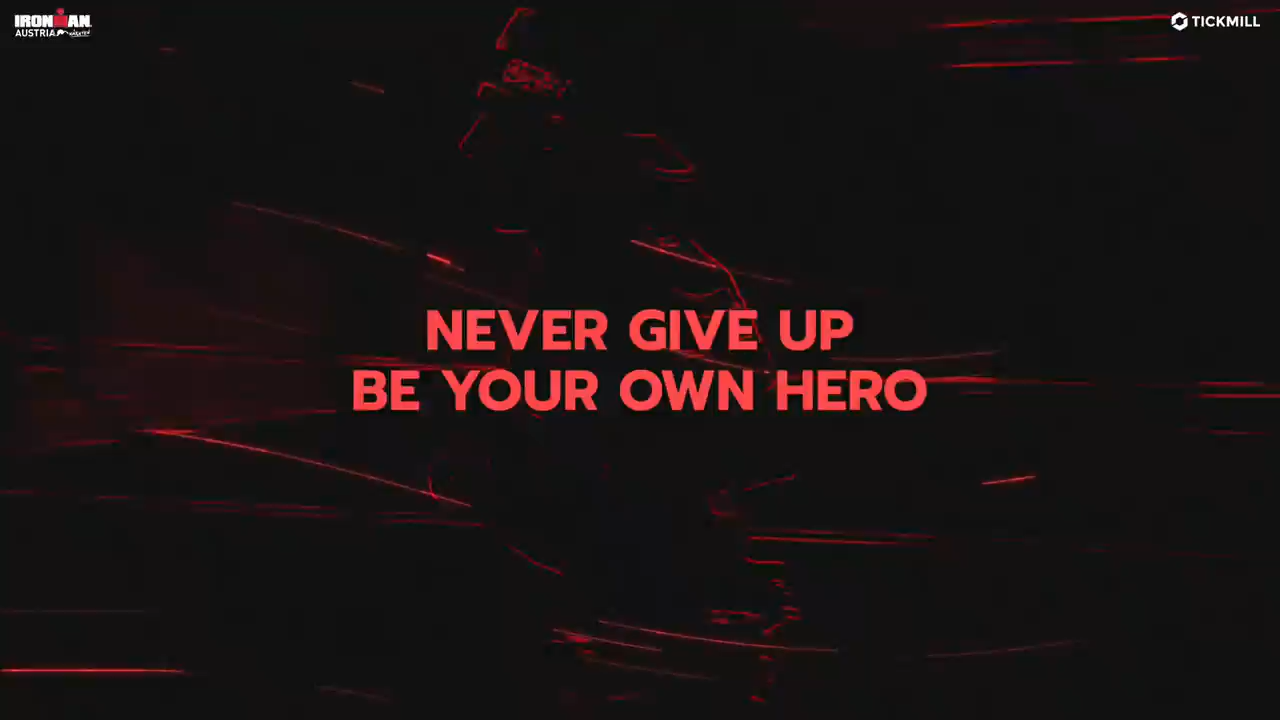 IRONMAN
AUSTRIA
TICKMILL
NEVER GIVE UP
BE YOUR OWN HERO